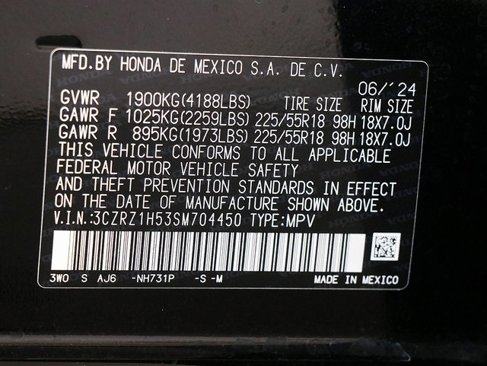 MFD.BY HONDA DE MEXICO S.A. DE C.V.
06/'24
GVWR 1900KG(4188LBS) TIRE SIZE RIM SIZE
GAWR F 1025KG(2259LBS) 225/55R18 98H 18X7.0J
GAWR R 895KG(1973LBS) 225/55R18 98H 18X7.0J
THIS VEHICLE CONFORMS TO ALL APPLICABLE
FEDERAL MOTOR VEHICLE SAFETY
AND THEFT PREVENTION STANDARDS IN EFFECT
ON THE DATE OF MANUFACTURE SHOWN ABOVE.
V.I.N.:3CZRZ1H53SM704450 TYPE:MPV
3W0 S AJ6 -NH731P -S -M MADE IN MEXICO